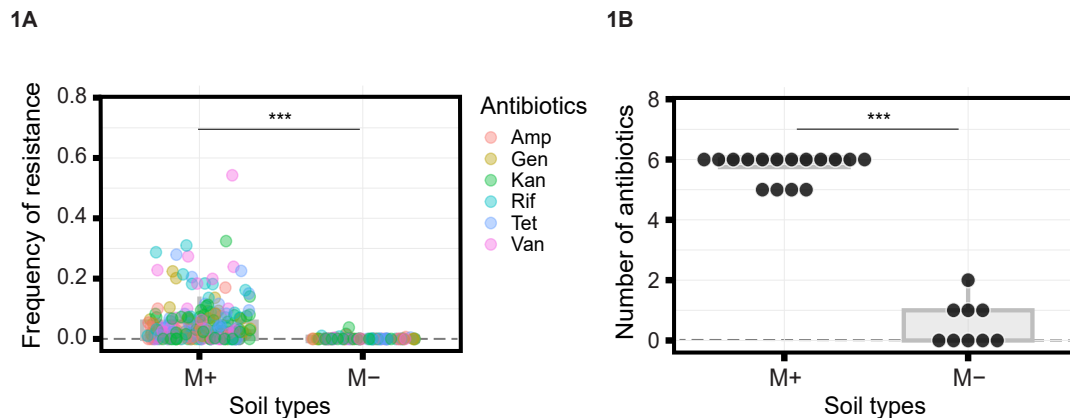 1A
1B
Frequency of resistance
0.8
0.6
0.4
0.2
0.0
***
M+
M−
Soil types
Antibiotics
Amp
Gen
Kan
Rif
Tet
Van
Number of antibiotics
8
6
4
2
0
***
M+
M−
Soil types